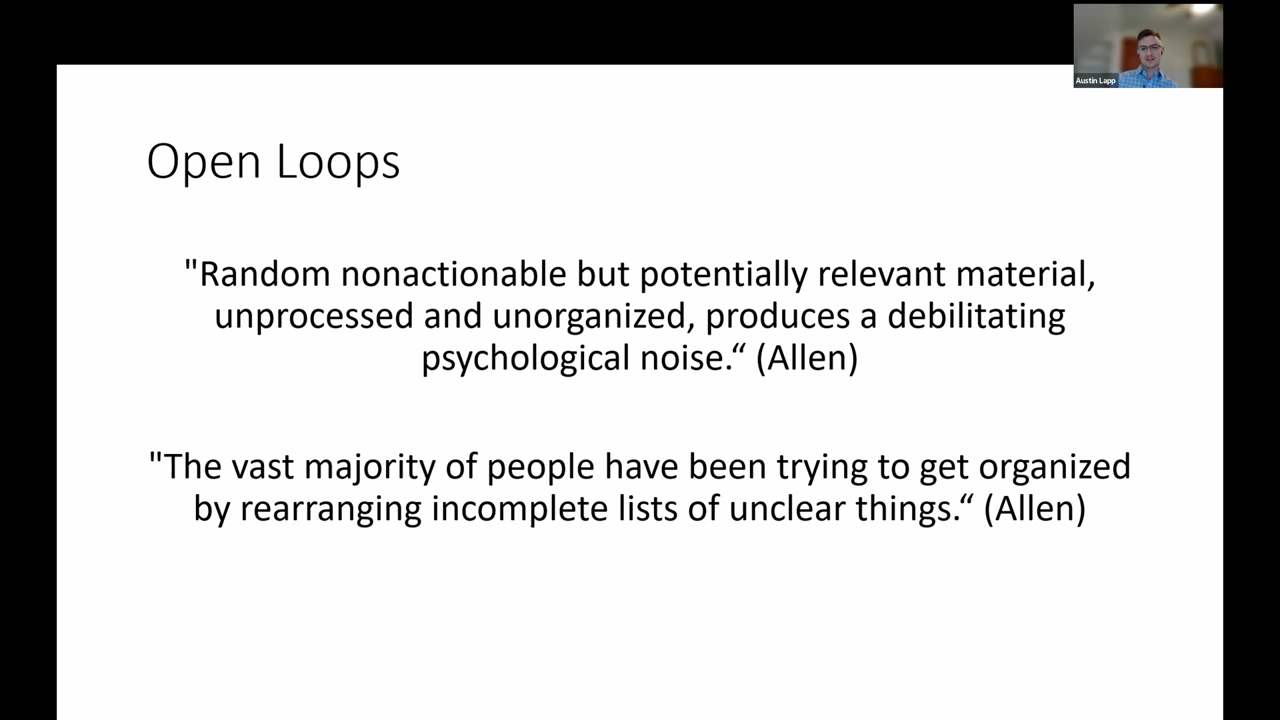 Austin Lapp
Open Loops
"Random nonactionable but potentially relevant material,
unprocessed and unorganized, produces a debilitating
psychological noise.“ (Allen)
"The vast majority of people have been trying to get organized
by rearranging incomplete lists of unclear things.“ (Allen)